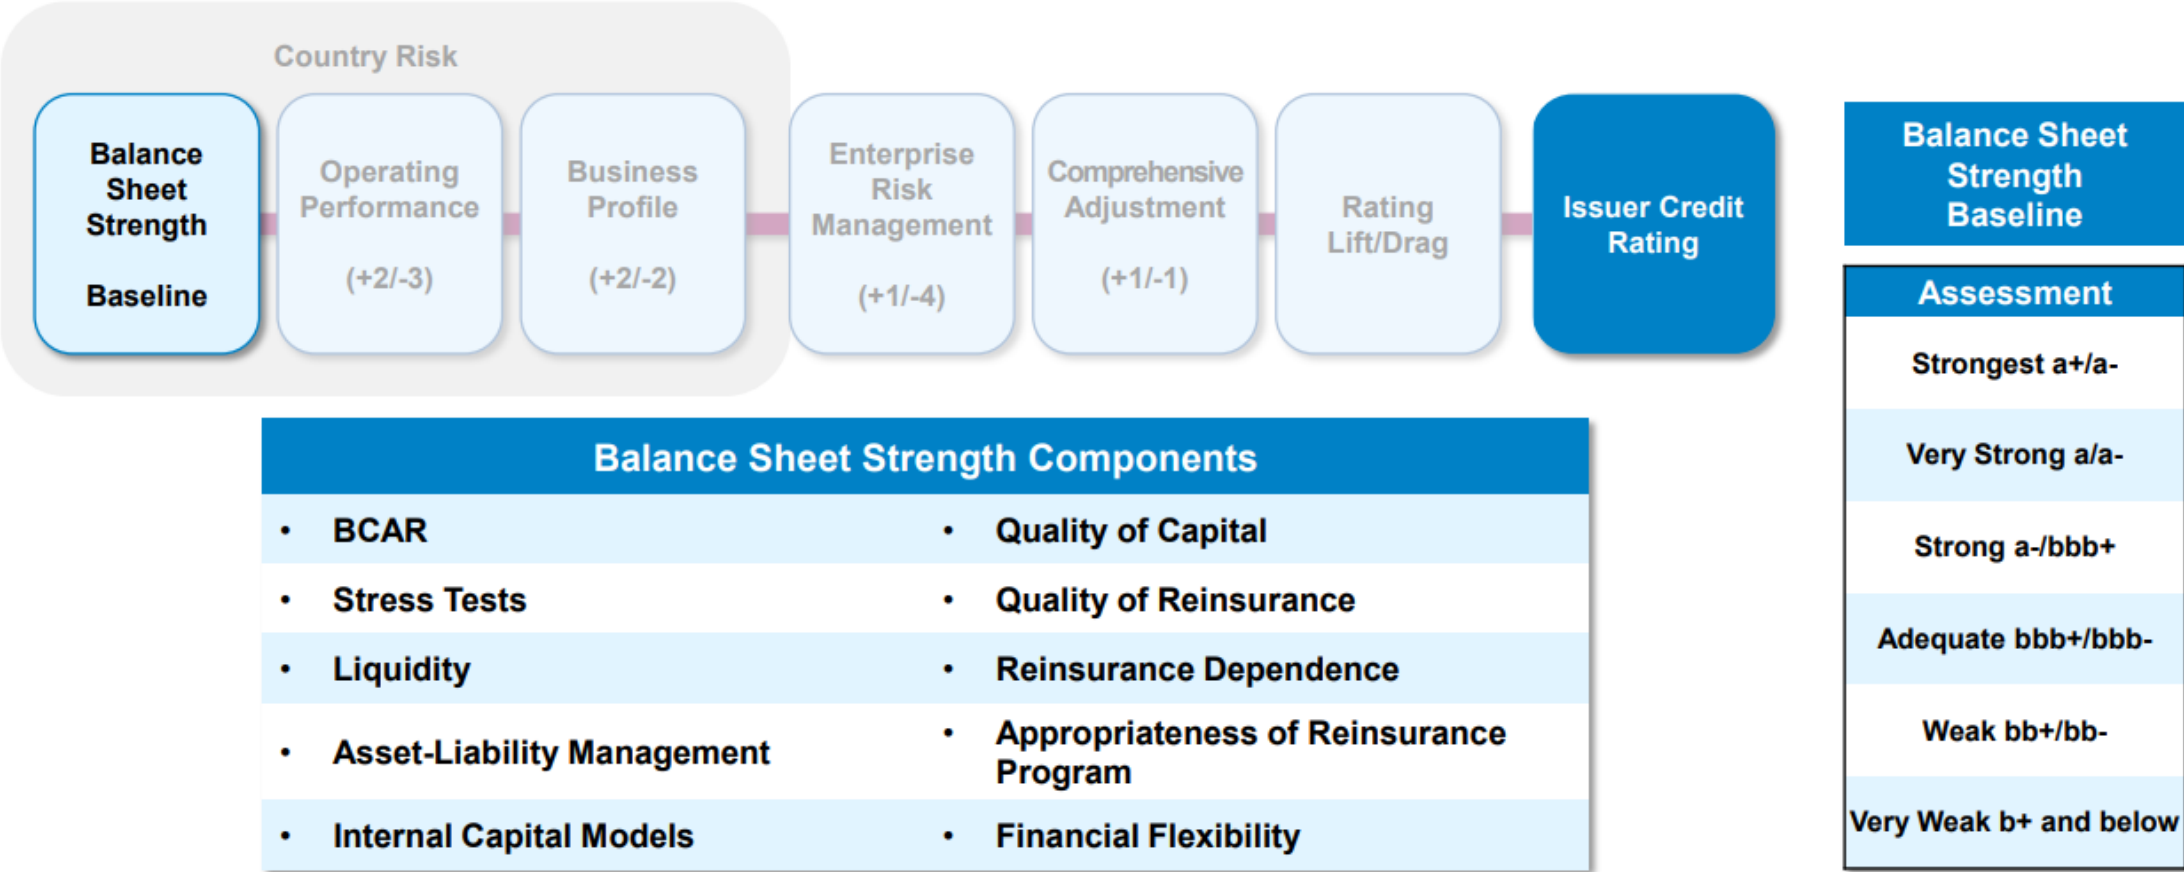 Country Risk
Balance
Sheet
Strength
Baseline
Operating
Performance
(+2/-3)
Business
Profile
(+2/-2)
Enterprise
Risk
Management
(+1/-4)
Comprehensive
Adjustment
(+1/-1)
Rating
Lift/Drag
Issuer Credit
Rating
Balance Sheet Strength Components
• BCAR
• Quality of Capital
• Stress Tests
• Quality of Reinsurance
• Liquidity
• Reinsurance Dependence
• Asset-Liability Management
• Appropriateness of Reinsurance
Program
• Internal Capital Models
• Financial Flexibility
Balance Sheet
Strength
Baseline
Assessment
Strongest a+/a-
Very Strong a/a-
Strong a-/bbb+
Adequate bbb+/bbb-
Weak bb+/bb-
Very Weak b+ and below